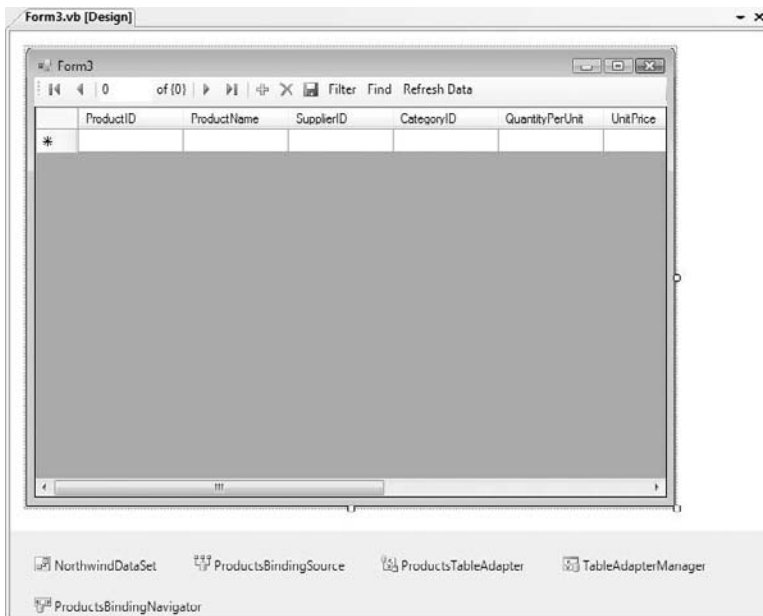 Form3.vb [Design]
Form3
0 of {0} Filter Find Refresh Data
ProductID ProductName SupplierID CategoryID QuantityPerUnit UnitPrice
NorthwindDataSet ProductsBindingSource ProductsTableAdapter TableAdapterManager
ProductsBindingNavigator